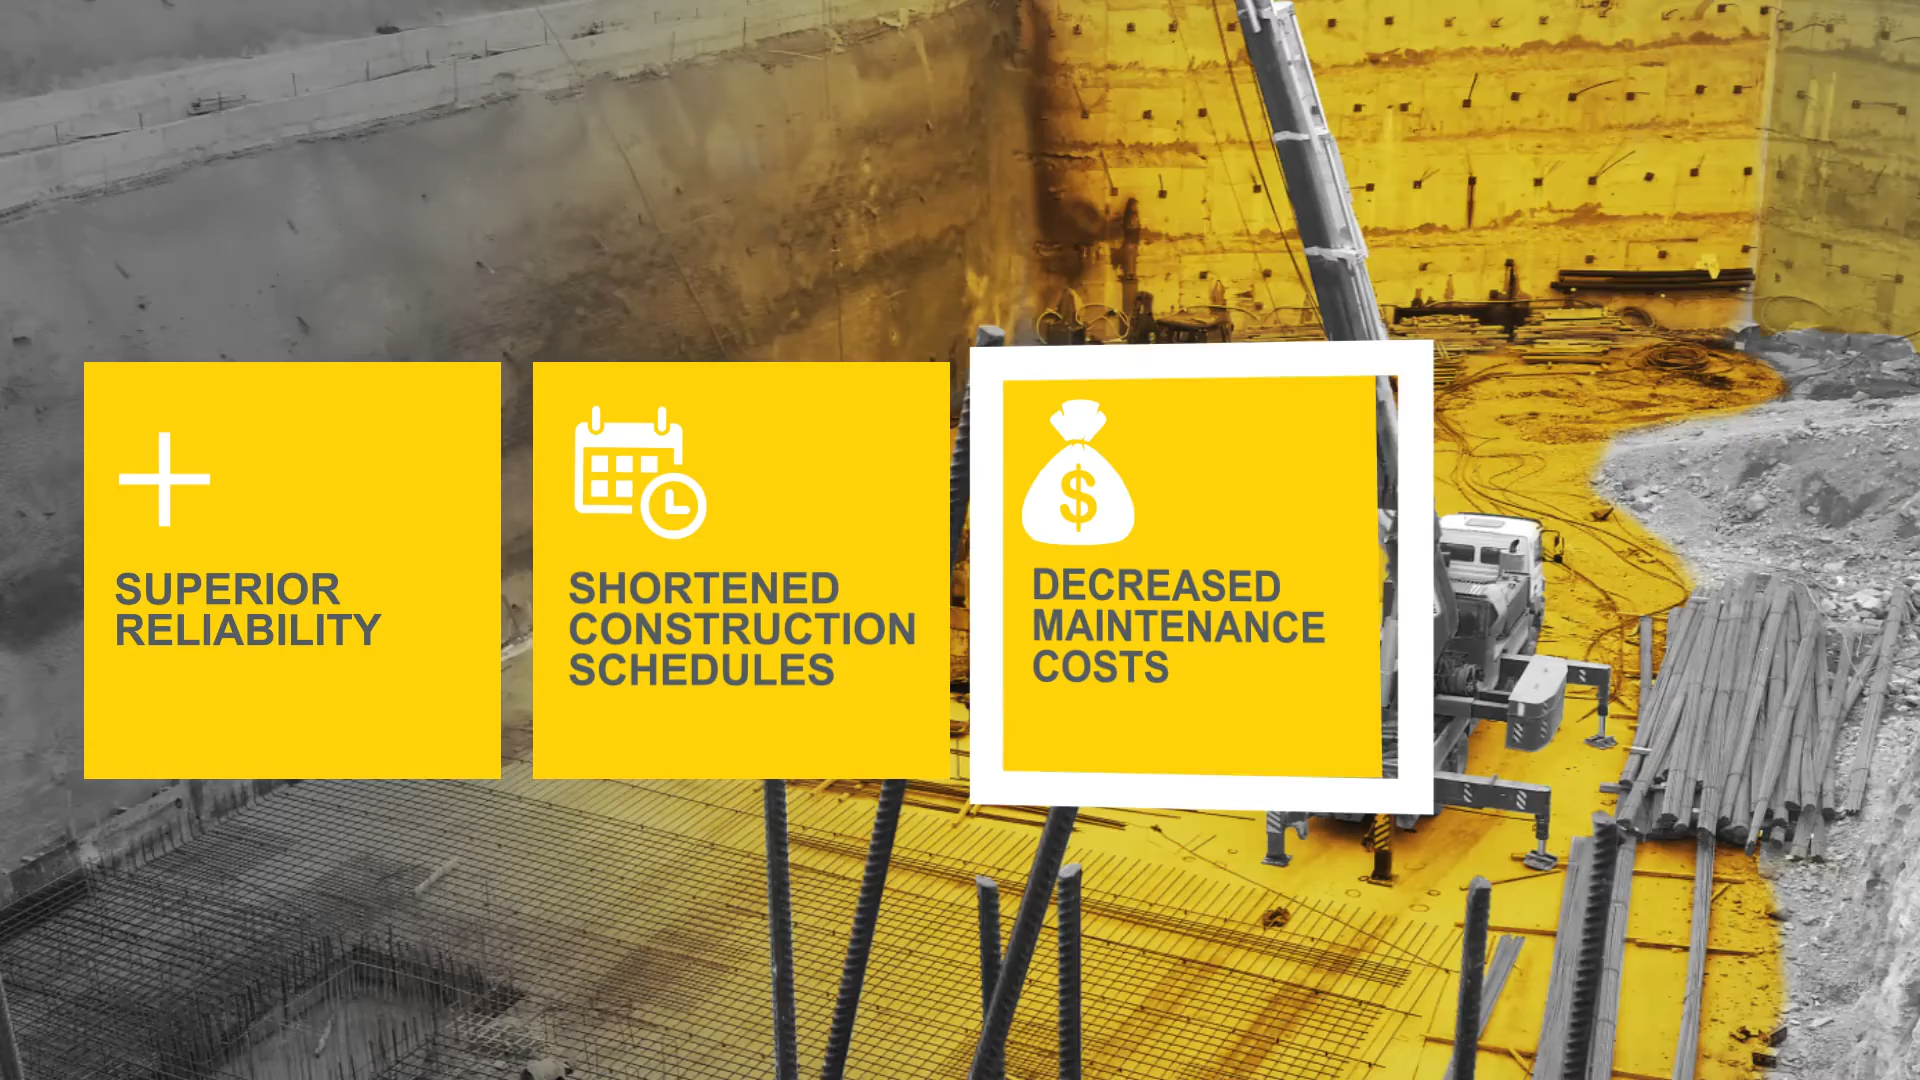 SUPERIOR
RELIABILITY
SHORTENED
CONSTRUCTION
SCHEDULES
$
DECREASED
MAINTENANCE
COSTS